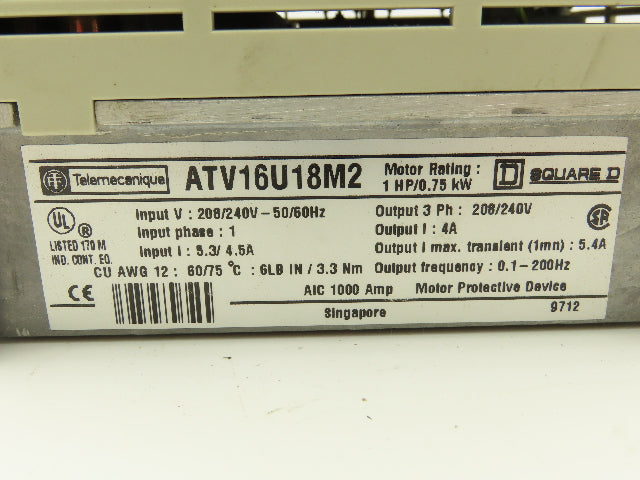 Telemecanique ATV16U18M2 Motor Rating : 1 HP/0.75 kW SQUARE D
UL ® LISTED 179 M IND. CONT. EQ.
Input V : 208/240V-50/60Hz
Input phase : 1
Input I : 5.3/ 4.5A
CU AWG 12 : 60/75 °C : 6LB IN / 3.3 Nm
Output 3 Ph : 208/240V
Output I : 4A
Output I max. transient (1mn) : 5.4A
Output frequency : 0.1-200Hz
CE
AIC 1000 Amp Motor Protective Device
Singapore 9712